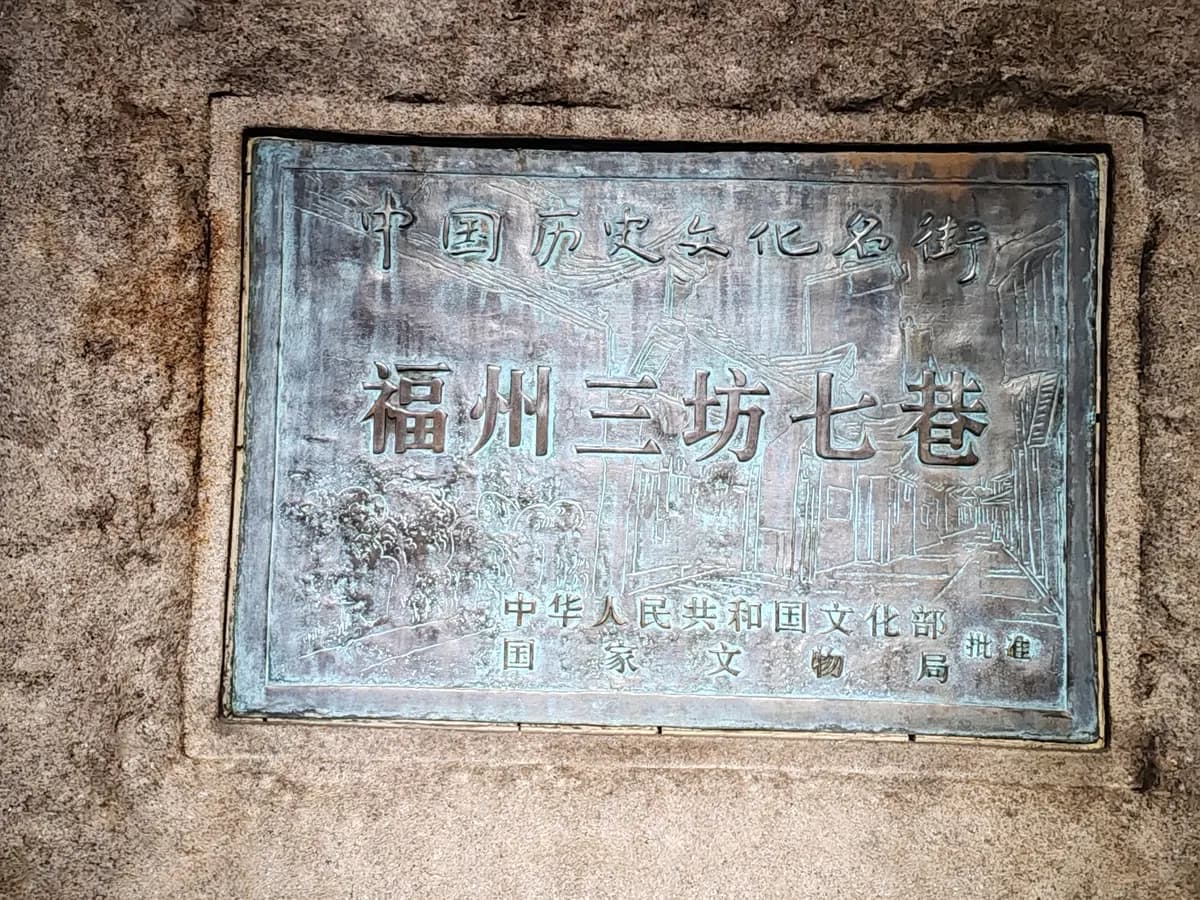 中国历史文化名街
福州三坊七巷
中华人民共和国文化部
国家文物局
批准